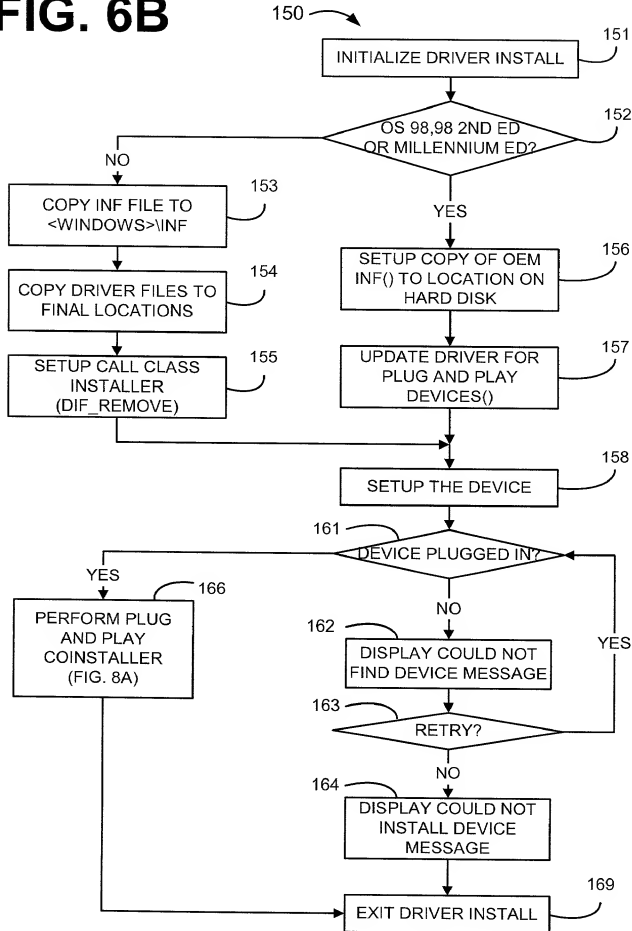 FIG. 6B
150
151
INITIALIZE DRIVER INSTALL
152
OS 98,98 2ND ED
OR MILLENNIUM ED?
NO
YES
153
COPY INF FILE TO
<WINDOWS>\INF
154
COPY DRIVER FILES TO
FINAL LOCATIONS
155
SETUP CALL CLASS
INSTALLER
(DIF_REMOVE)
156
SETUP COPY OF OEM
INF() TO LOCATION ON
HARD DISK
157
UPDATE DRIVER FOR
PLUG AND PLAY
DEVICES()
158
SETUP THE DEVICE
161
DEVICE PLUGGED IN?
YES
NO
166
PERFORM PLUG
AND PLAY
COINSTALLER
(FIG. 8A)
162
DISPLAY COULD NOT
FIND DEVICE MESSAGE
163
RETRY?
YES
NO
164
DISPLAY COULD NOT
INSTALL DEVICE
MESSAGE
169
EXIT DRIVER INSTALL